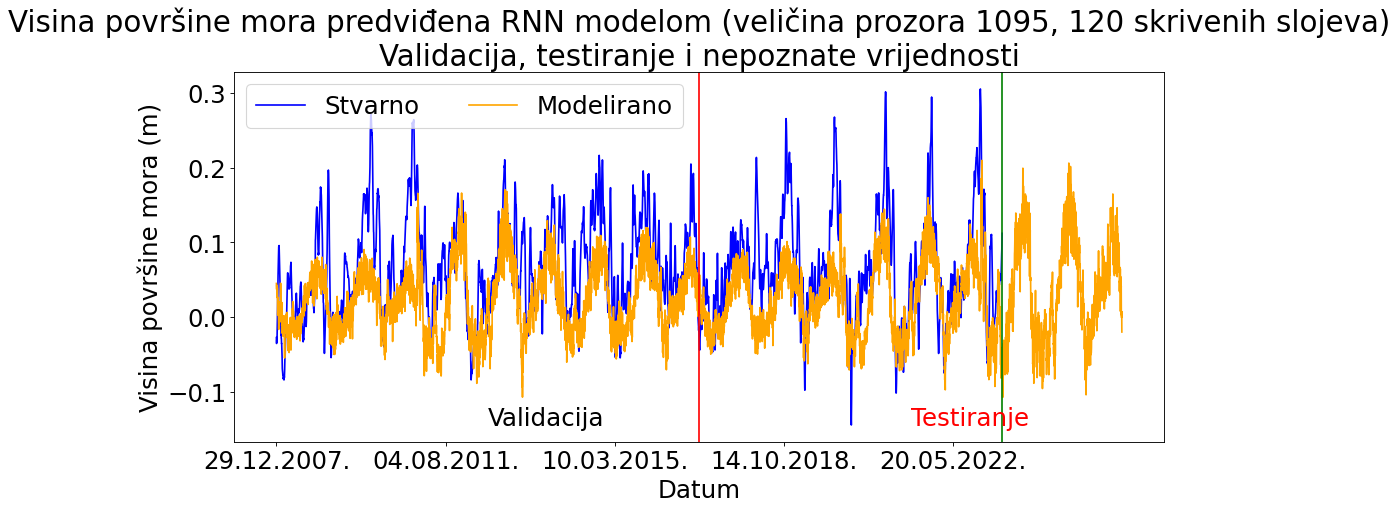 Visina površine mora predviđena RNN modelom (veličina prozora 1095, 120 skrivenih slojeva)
Validacija, testiranje i nepoznate vrijednosti
Stvarno
Modelirano
Visina površine mora (m)
0.3
0.2
0.1
0.0
−0.1
Validacija
Testiranje
29.12.2007.
04.08.2011.
10.03.2015.
14.10.2018.
20.05.2022.
Datum